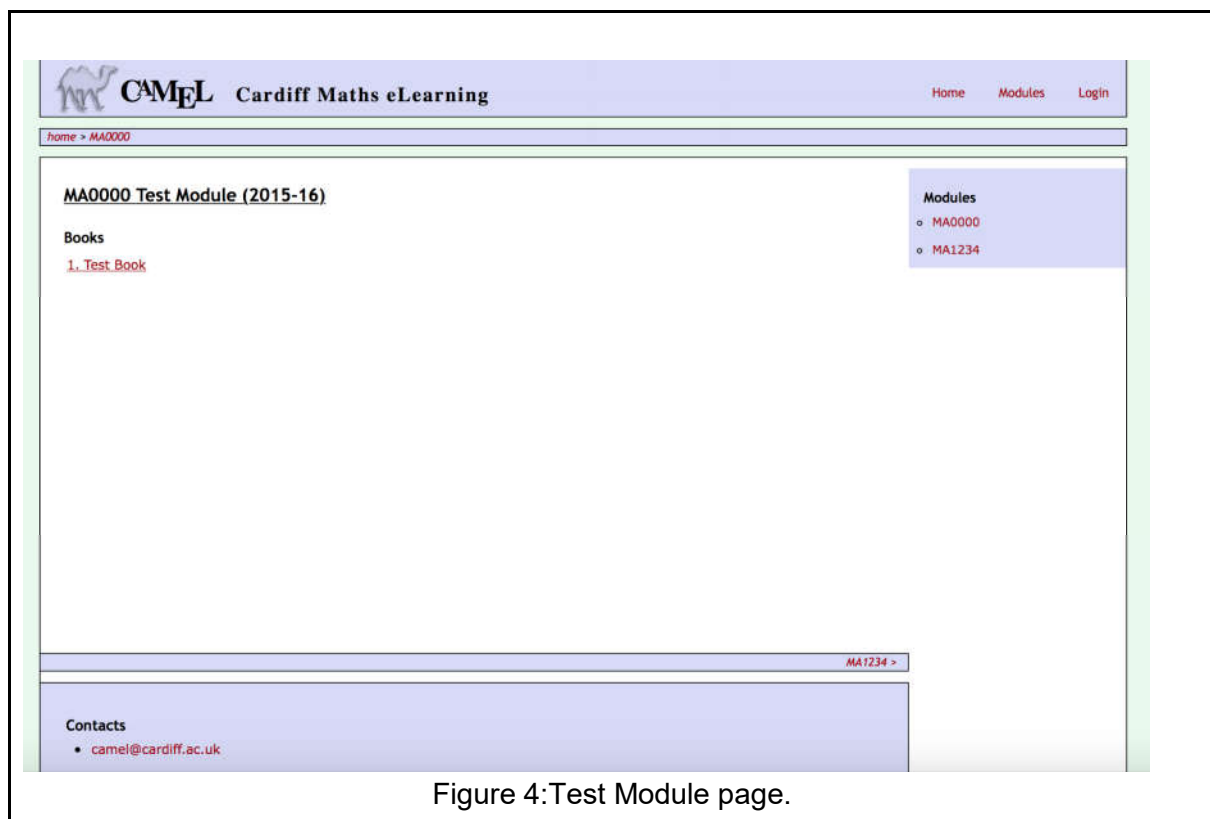 CAMEL Cardiff Maths eLearning
Home Modules Login
home > MA0000
MA0000 Test Module (2015-16)
Books
1. Test Book
Modules
MA0000
MA1234
MA1234 >
Contacts
camel@cardiff.ac.uk
Figure 4:Test Module page.